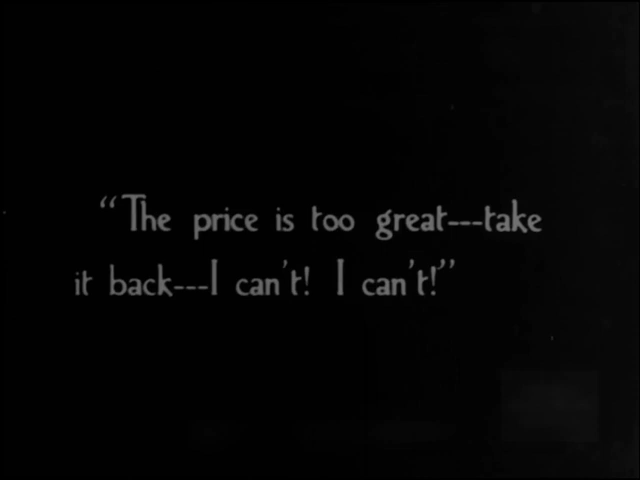 “The price is too great---take
it back---I can't! I can't!”